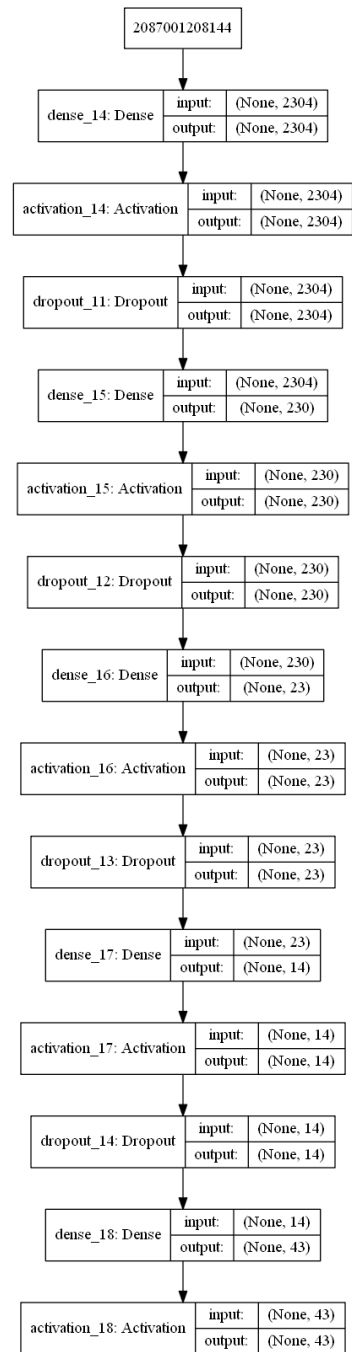 2087001208144
dense_14: Dense
input: (None, 2304)
output: (None, 2304)
activation_14: Activation
input: (None, 2304)
output: (None, 2304)
dropout_11: Dropout
input: (None, 2304)
output: (None, 2304)
dense_15: Dense
input: (None, 2304)
output: (None, 230)
activation_15: Activation
input: (None, 230)
output: (None, 230)
dropout_12: Dropout
input: (None, 230)
output: (None, 230)
dense_16: Dense
input: (None, 230)
output: (None, 23)
activation_16: Activation
input: (None, 23)
output: (None, 23)
dropout_13: Dropout
input: (None, 23)
output: (None, 23)
dense_17: Dense
input: (None, 23)
output: (None, 14)
activation_17: Activation
input: (None, 14)
output: (None, 14)
dropout_14: Dropout
input: (None, 14)
output: (None, 14)
dense_18: Dense
input: (None, 14)
output: (None, 43)
activation_18: Activation
input: (None, 43)
output: (None, 43)